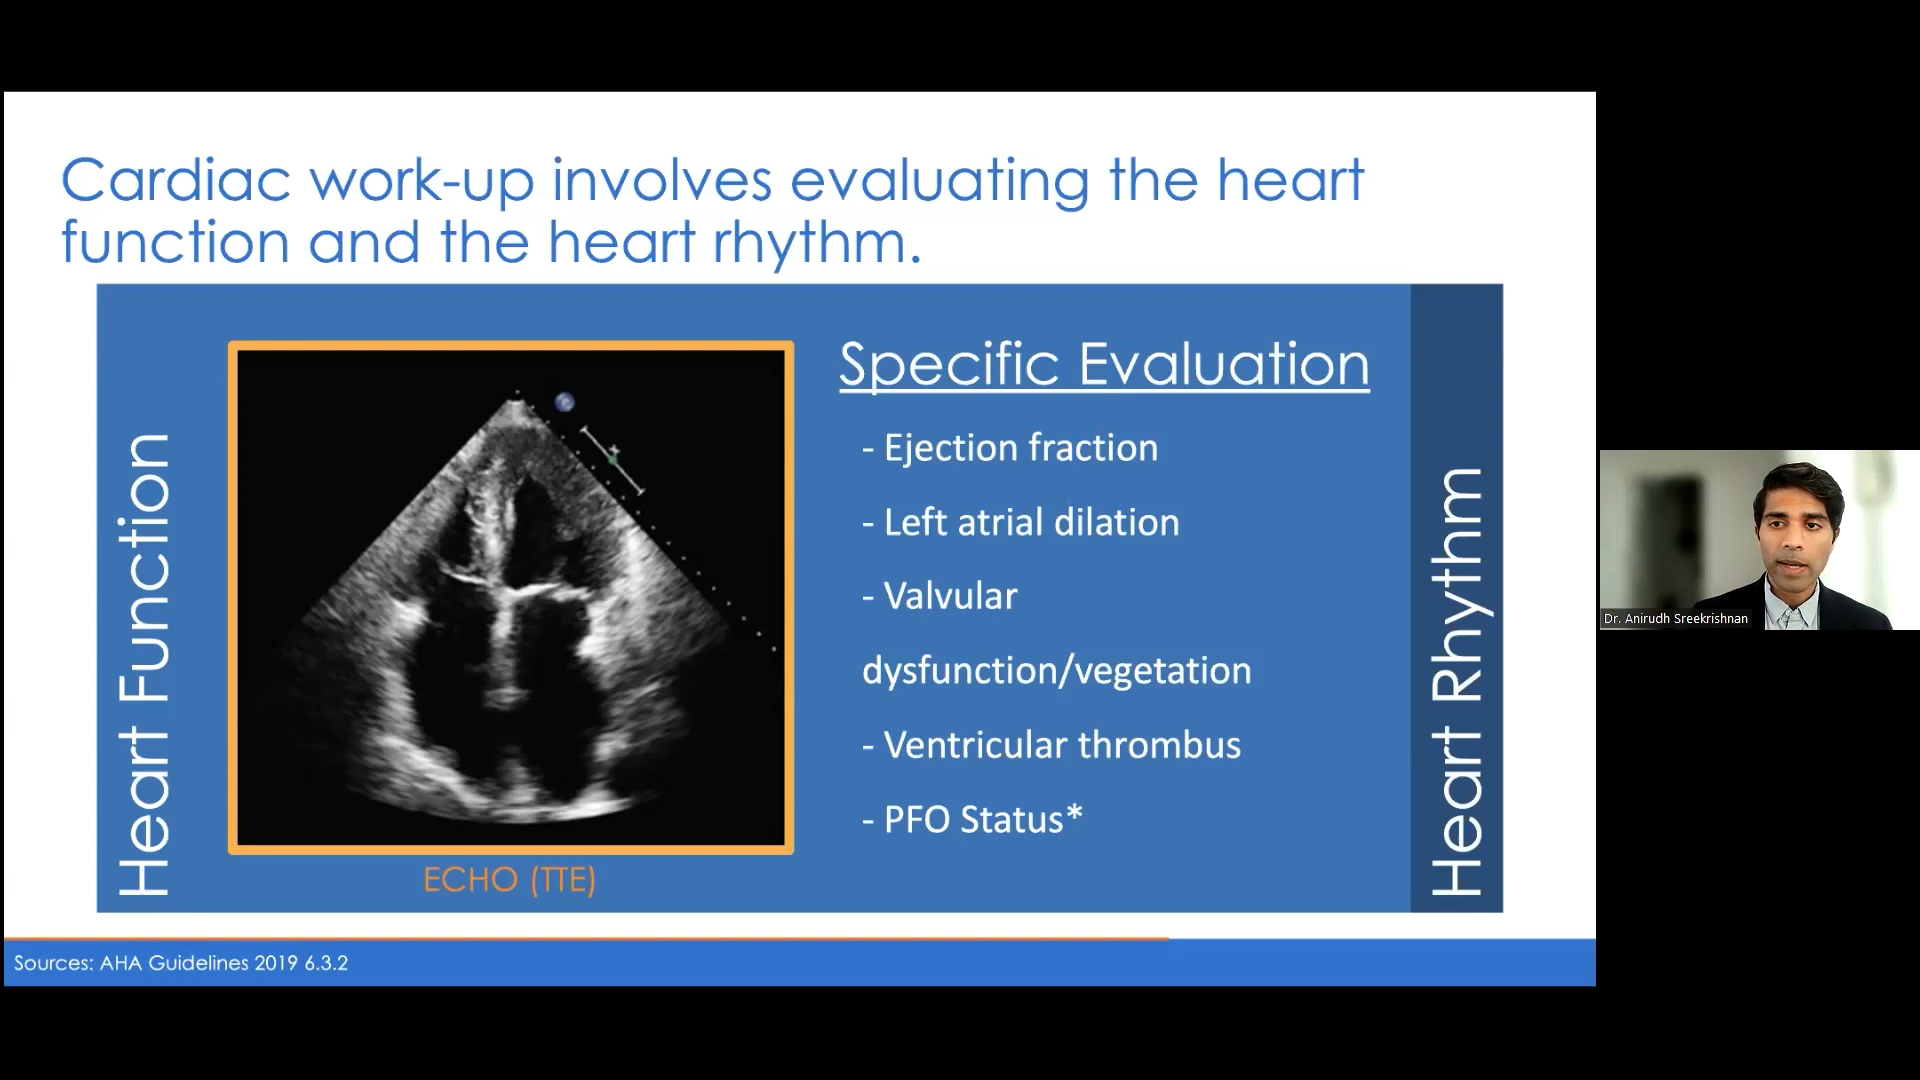 Cardiac work-up involves evaluating the heart
function and the heart rhythm.
Heart Function
ECHO (TTE)
Specific Evaluation
- Ejection fraction
- Left atrial dilation
- Valvular
dysfunction/vegetation
- Ventricular thrombus
- PFO Status*
Heart Rhythm
Sources: AHA Guidelines 2019 6.3.2
Dr. Anirudh Sreekrishnan